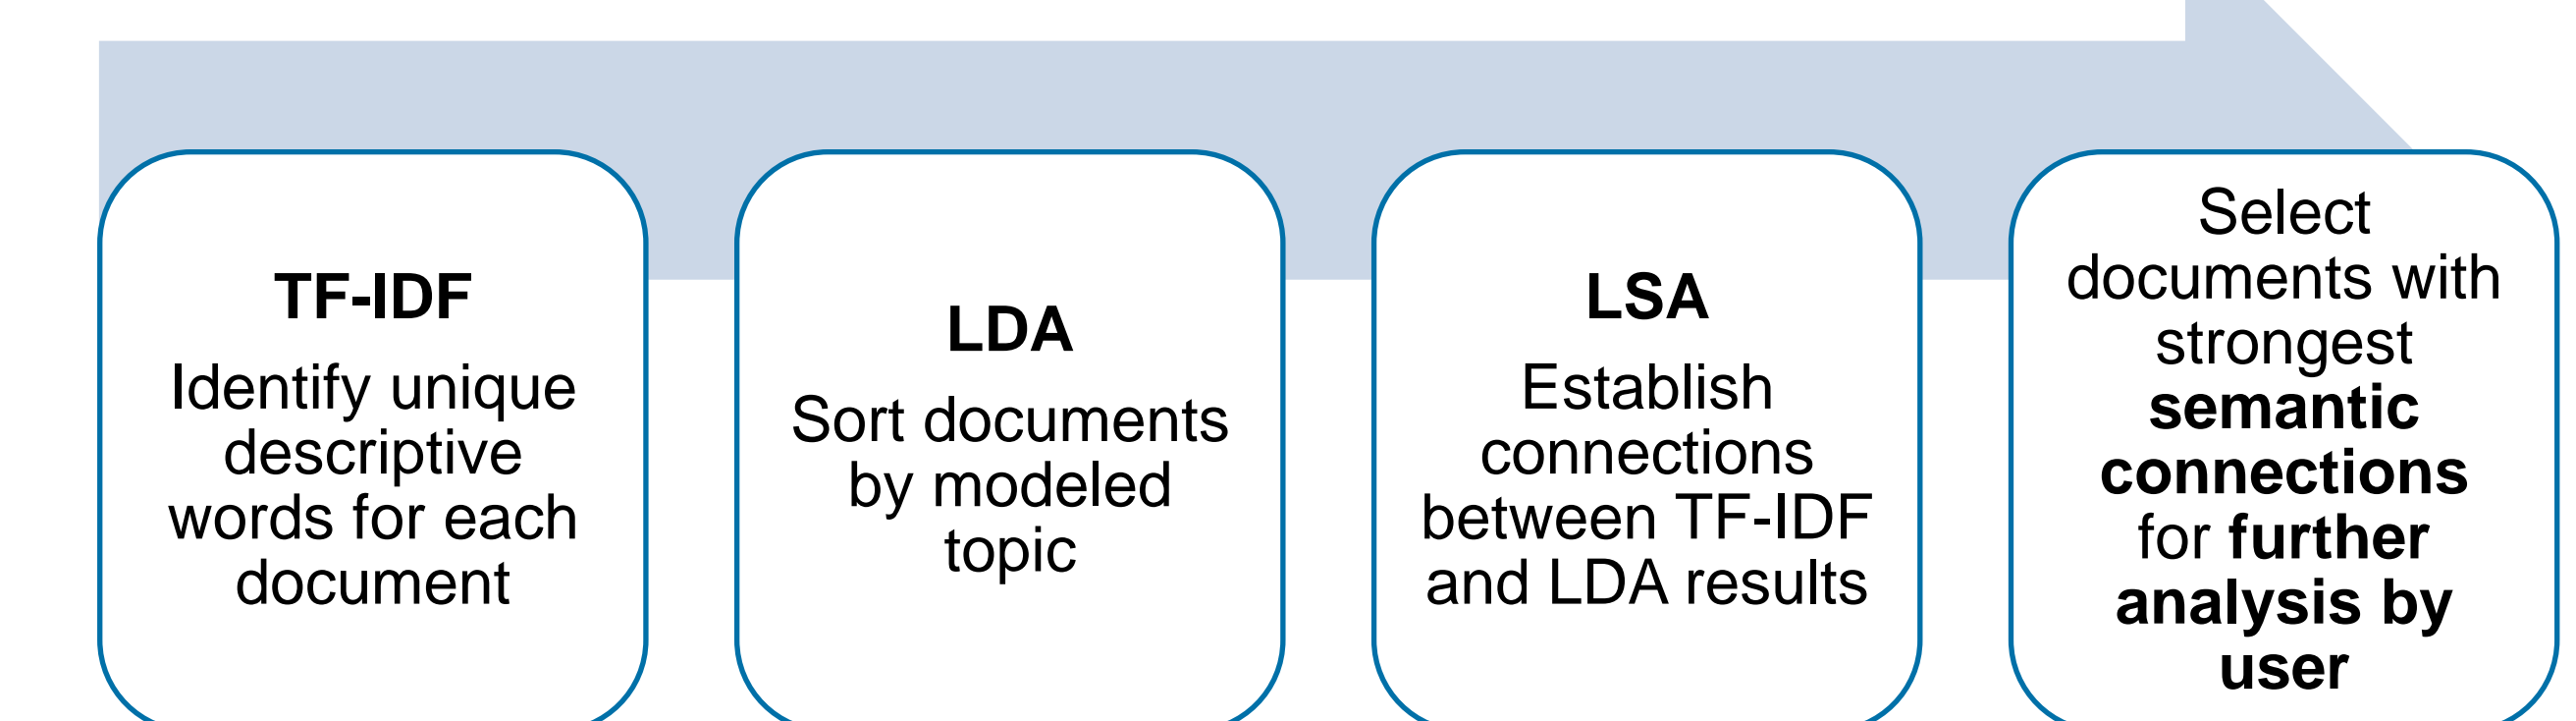 TF-IDF
Identify unique
descriptive
words for each
document
LDA
Sort documents
by modeled
topic
LSA
Establish
connections
between TF-IDF
and LDA results
Select
documents with
strongest
semantic
connections
for further
analysis by
user